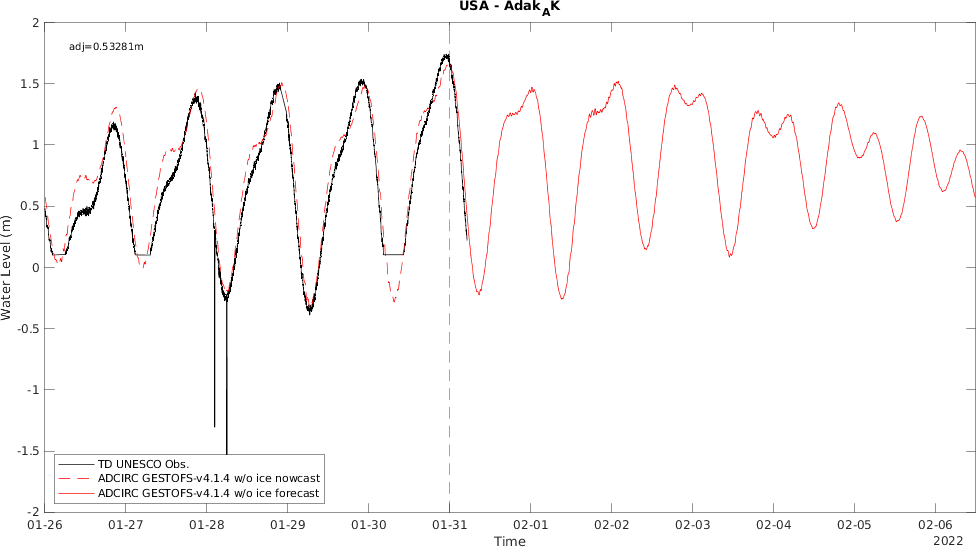 USA - Adak_AK
adj=0.53281m
2
1.5
1
0.5
0
-0.5
-1
-1.5
-2
Water Level (m)
TD UNESCO Obs.
ADCIRC GESTOFS-v4.1.4 w/o ice nowcast
ADCIRC GESTOFS-v4.1.4 w/o ice forecast
01-26 01-27 01-28 01-29 01-30 01-31 02-01 02-02 02-03 02-04 02-05 02-06
Time
2022